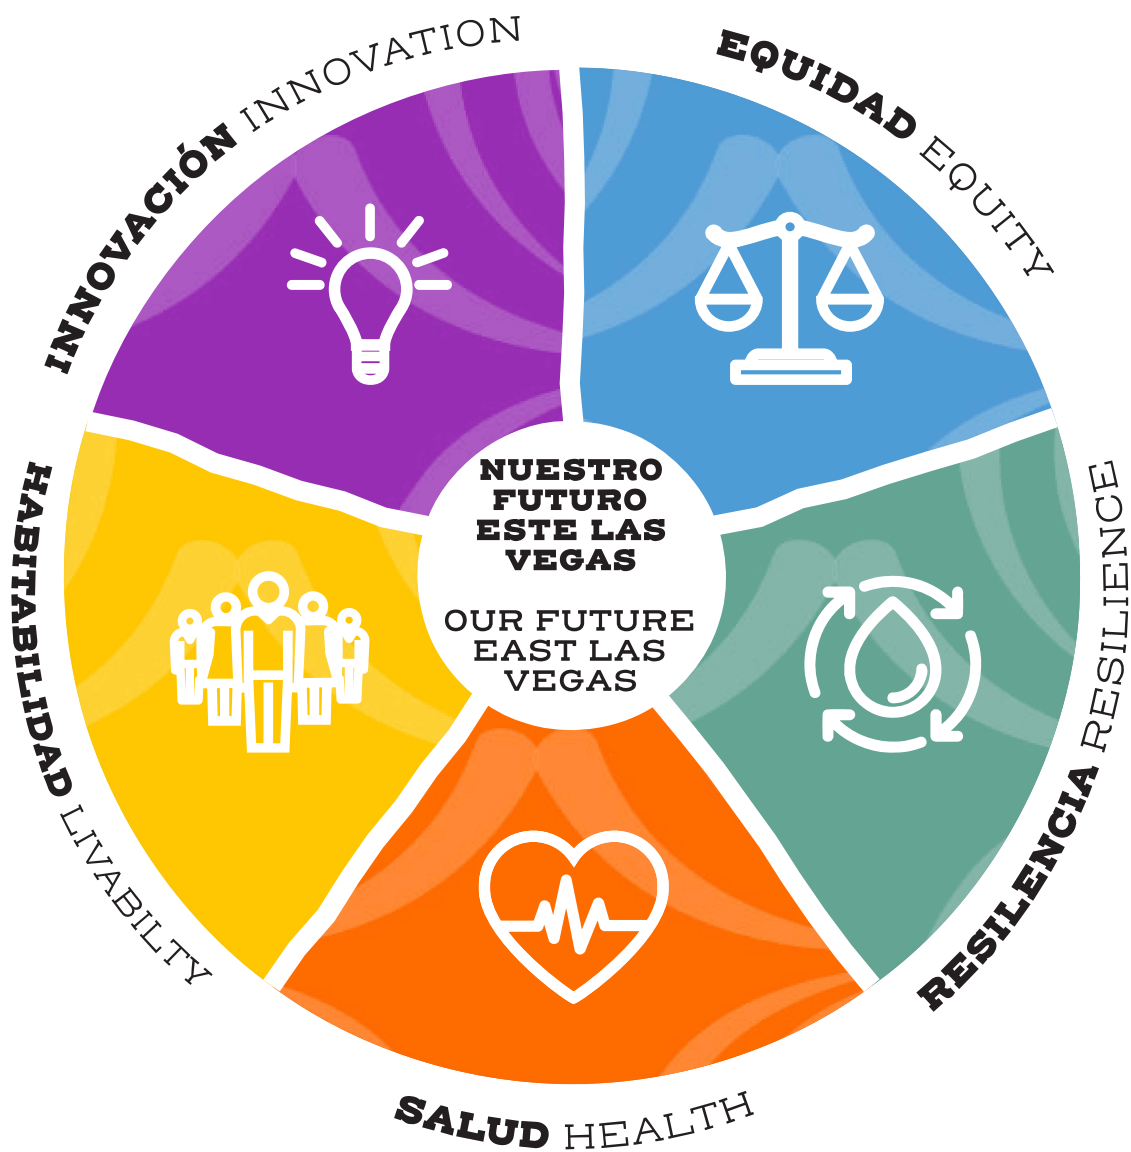 INNOVACIÓN INNOVATION
EQUIDAD EQUITY
HABITABILIDAD LIVABILTY
RESILENCIA RESILIENCE
SALUD HEALTH
NUESTRO
FUTURO
ESTE LAS
VEGAS
OUR FUTURE
EAST LAS
VEGAS